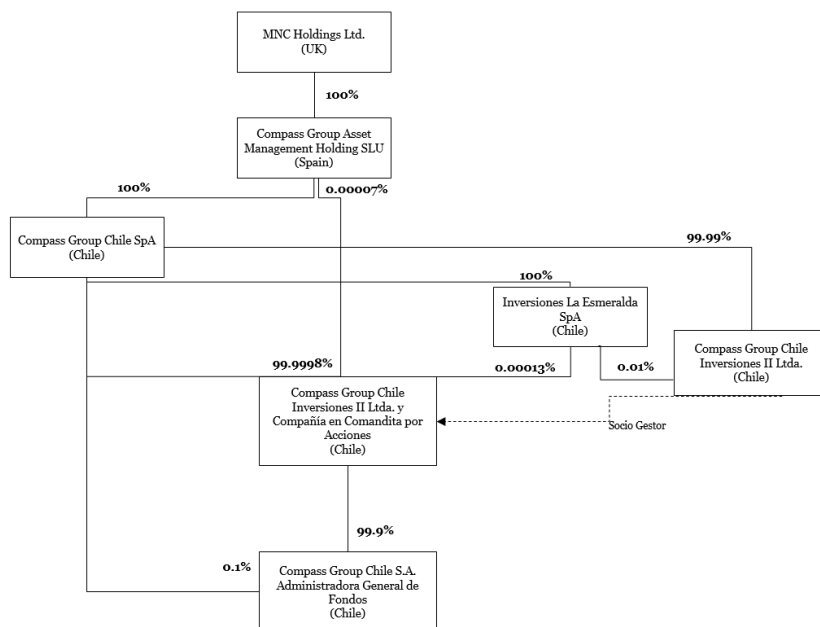 MNC Holdings Ltd.
(UK)
100%
Compass Group Asset
Management Holding SLU
(Spain)
100%
0.00007%
Compass Group Chile SpA
(Chile)
99.99%
100%
Inversiones La Esmeralda
SpA
(Chile)
Compass Group Chile
Inversiones II Ltda.
(Chile)
99.9998%
0.00013%
0.01%
Compass Group Chile
Inversiones II Ltda. y
Compañía en Comandita por
Acciones
(Chile)
Socio Gestor
99.9%
0.1%
Compass Group Chile S.A.
Administradora General de
Fondos
(Chile)